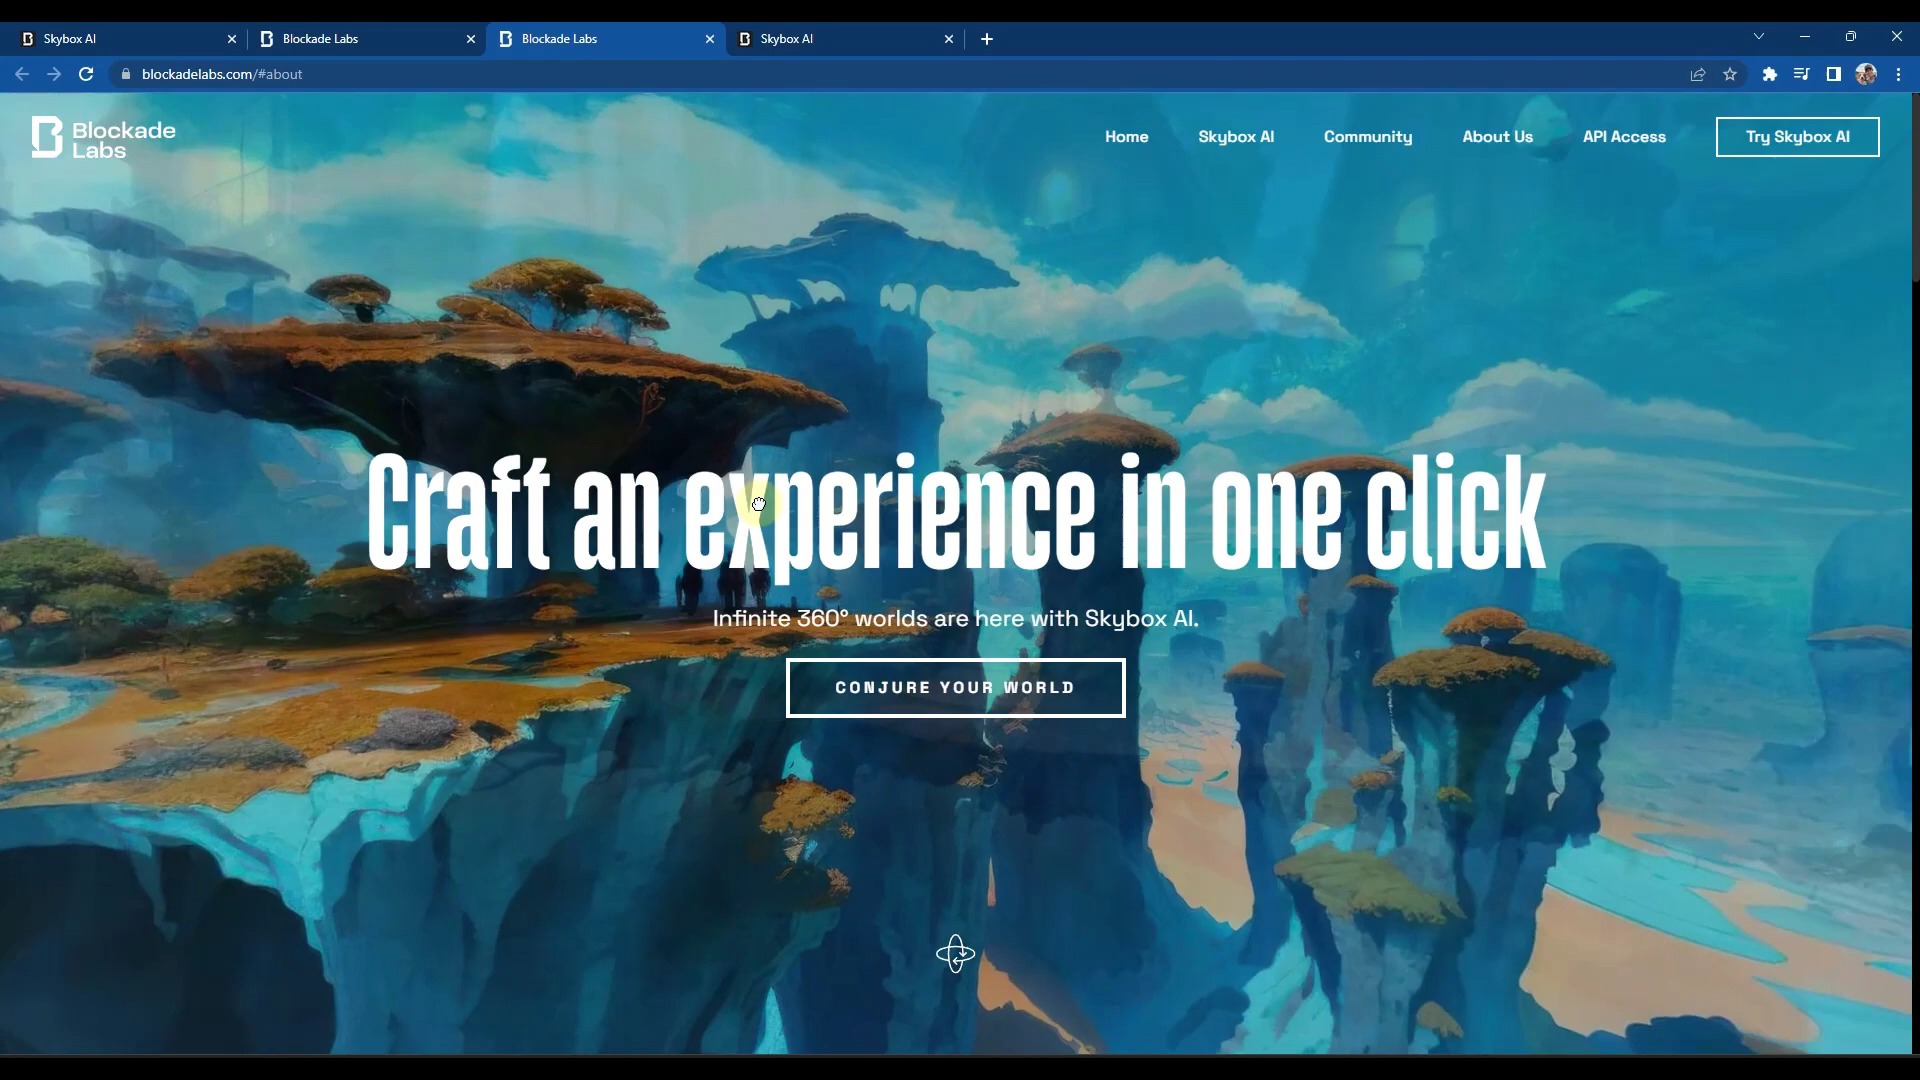 Skybox AI
Blockade Labs
Blockade Labs
Skybox AI
blockadelabs.com/#about
Blockade
Labs
Home
Skybox AI
Community
About Us
API Access
Try Skybox AI
Craft an experience in one click
Infinite 360° worlds are here with Skybox AI.
CONJURE YOUR WORLD